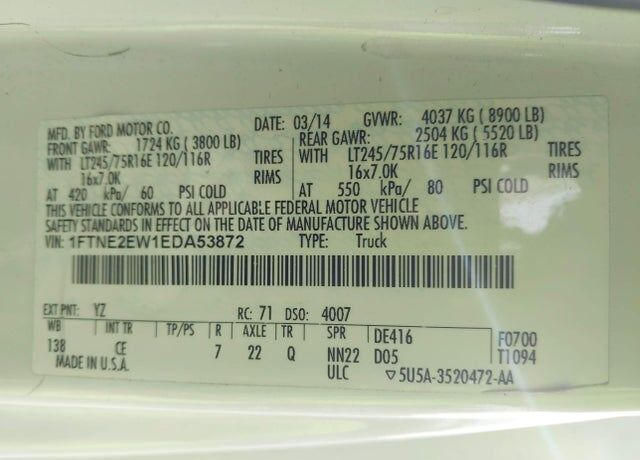 MFD. BY FORD MOTOR CO. DATE: 03/14 GVWR: 4037 KG ( 8900 LB)
FRONT GAWR: 1724 KG ( 3800 LB) REAR GAWR: 2504 KG ( 5520 LB)
WITH LT245/75R16E 120/116R TIRES WITH LT245/75R16E 120/116R TIRES
16x7.0K RIMS 16x7.0K RIMS
AT 420 kPa/ 60 PSI COLD AT 550 kPa/ 80 PSI COLD
THIS VEHICLE CONFORMS TO ALL APPLICABLE FEDERAL MOTOR VEHICLE
SAFETY STANDARDS IN EFFECT ON THE DATE OF MANUFACTURE SHOWN ABOVE.
VIN: 1FTNE2EW1EDA53872 TYPE: Truck
EXT PNT: YZ RC: 71 DSO: 4007
WB INT TR TP/PS R AXLE TR SPR DE416 F0700
138 CE 7 22 Q NN22 D05 T1094
MADE IN U.S.A. ULC ▽5U5A-3520472-AA